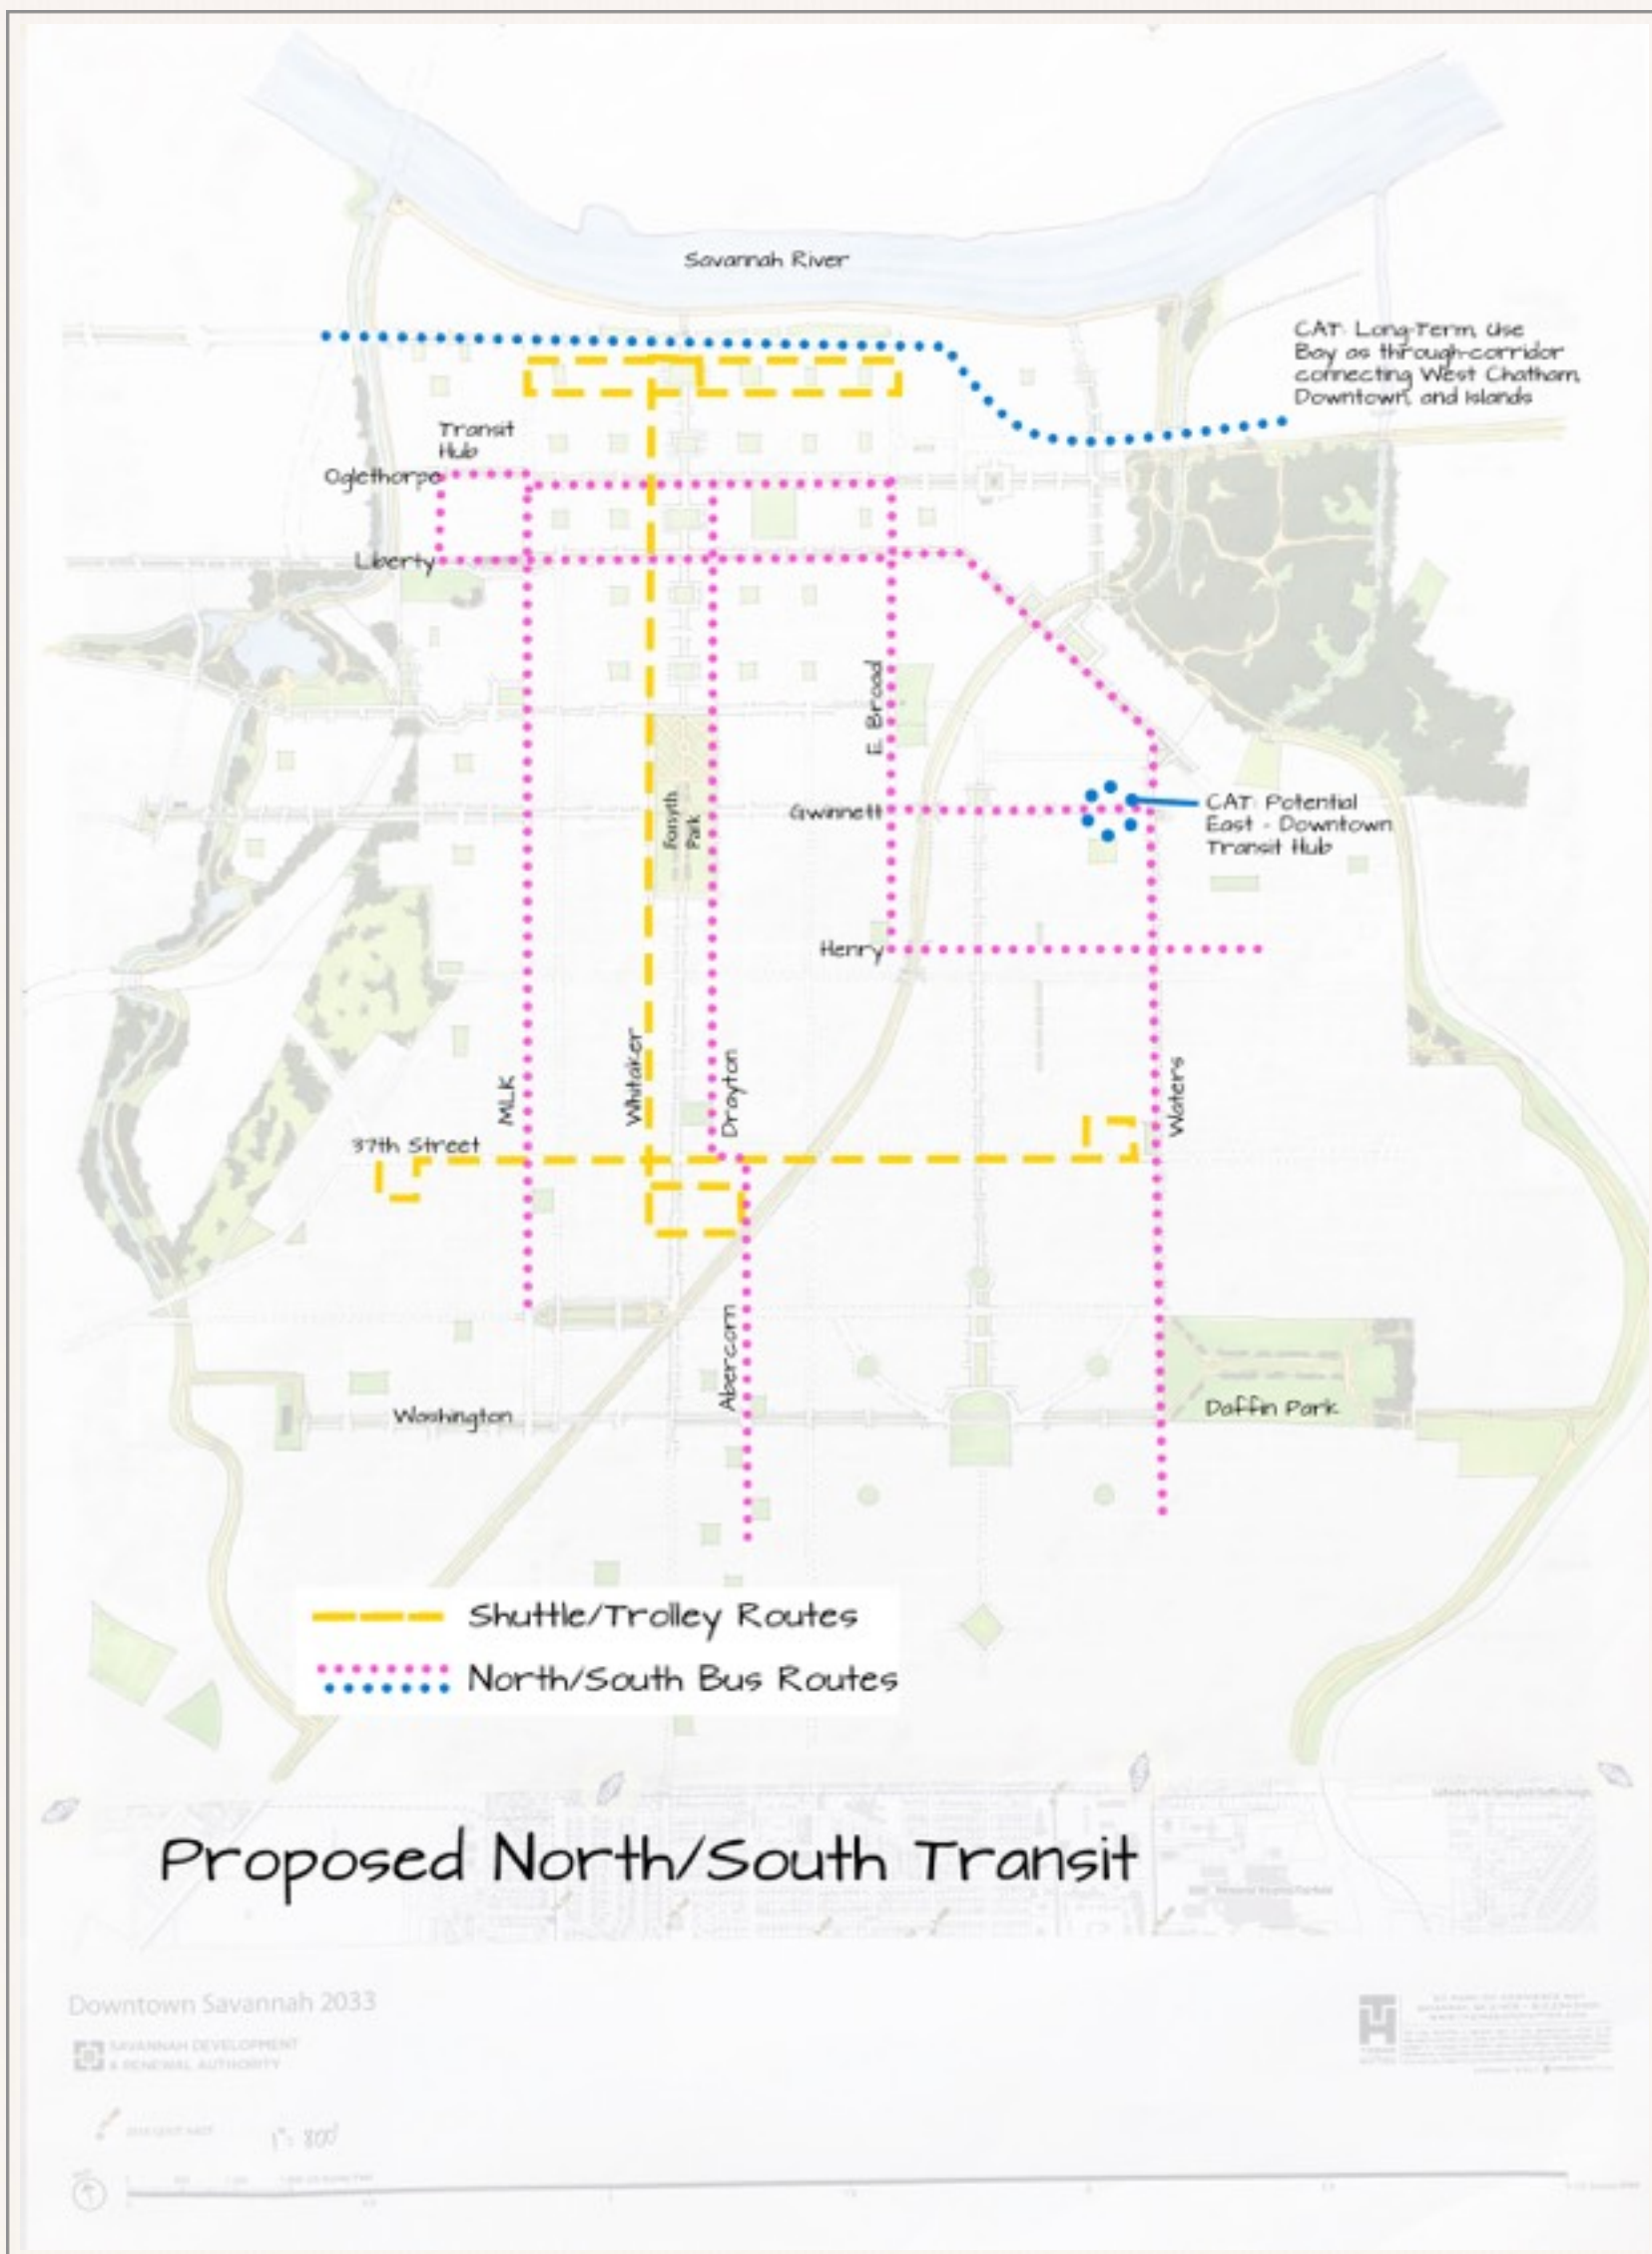 Savannah River
CAT: Long-Term, Use
Bay as through-corridor
connecting West Chatham,
Downtown, and Islands
Transit
Hub
Oglethorpe
Liberty
E. Broad
Forsyth
Park
Gwinnett
CAT: Potential
East - Downtown
Transit Hub
Henry
MLK
Whitaker
Drayton
Waters
37th Street
Abercorn
Washington
Daffin Park
Shuttle/Trolley Routes
North/South Bus Routes
Proposed North/South Transit
Downtown Savannah 2033
SAVANNAH DEVELOPMENT
& RENEWAL AUTHORITY
1" = 800'